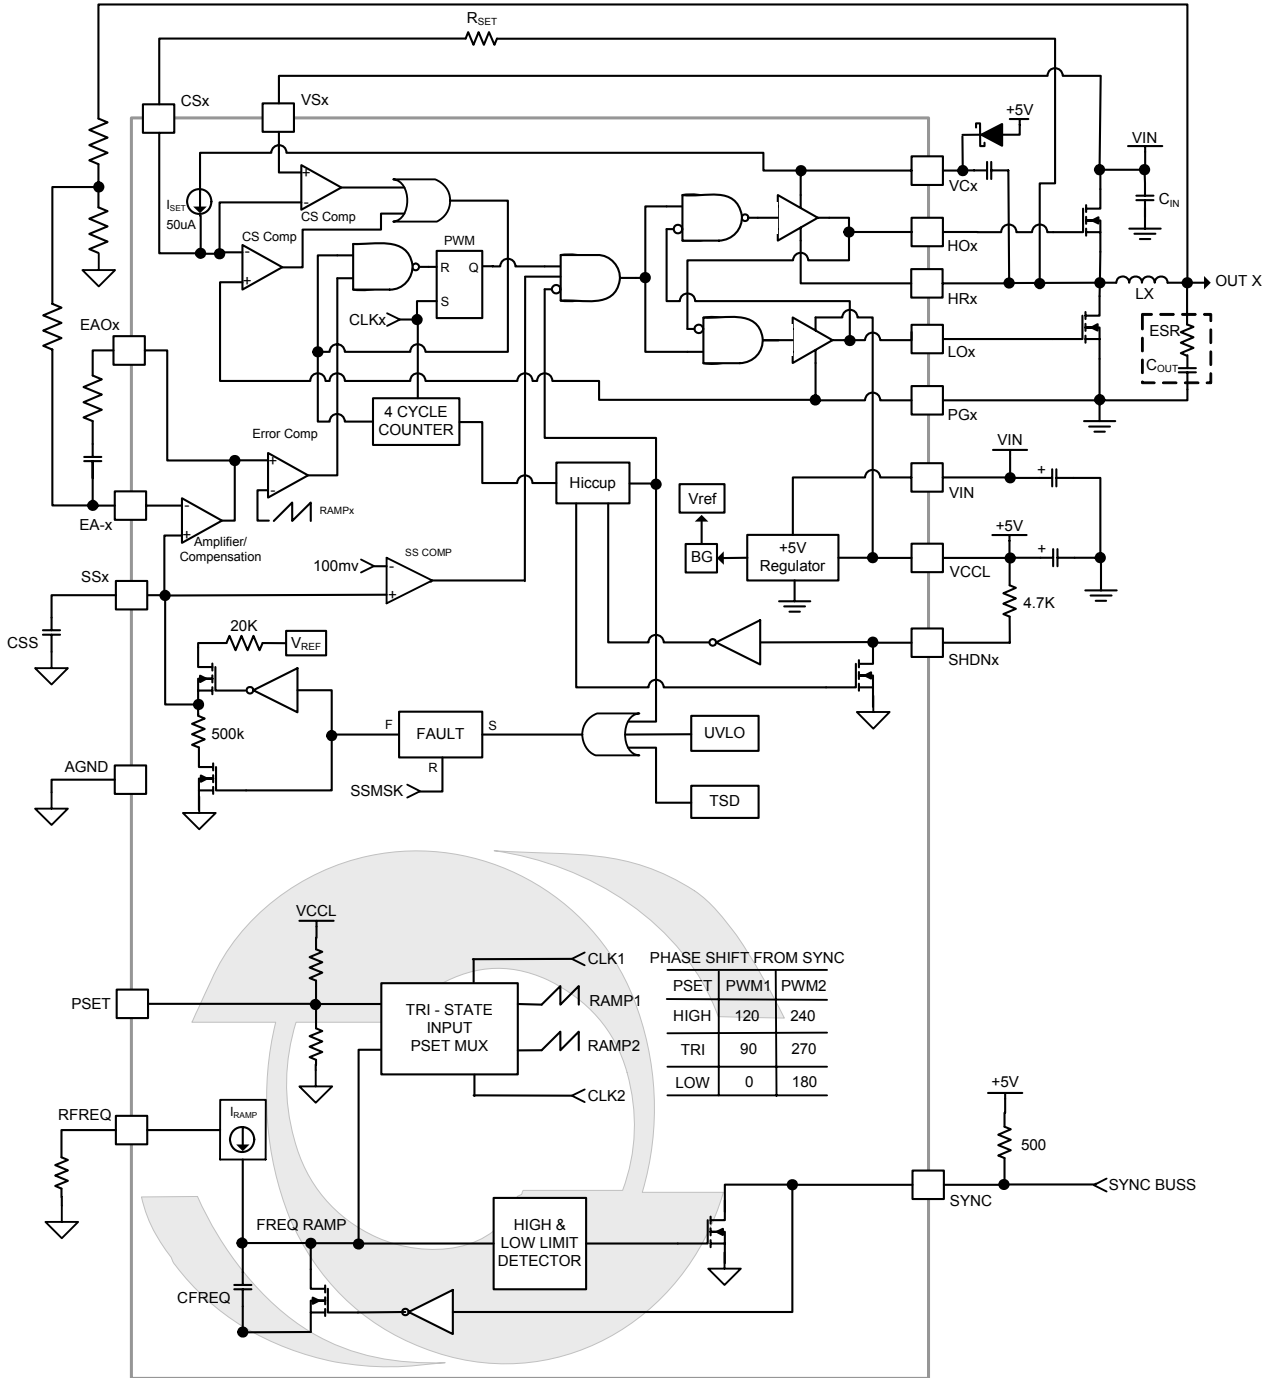 RSET
CSx
VSx
+5V
VIN
VCx
CIN
ISET
50uA
CS Comp
CS Comp
PWM
R
Q
S
CLKx
HOx
HRx
LX
OUT X
EAOx
LOx
ESR
COUT
PGx
4 CYCLE
COUNTER
Error Comp
VIN
Hiccup
VIN
Vref
RAMPx
EA-x
Amplifier/
Compensation
+5V
BG
+5V
Regulator
VCCL
SS COMP
100mv
SSx
4.7K
CSS
20K
VREF
SHDNx
500k
F
FAULT
S
R
UVLO
AGND
SSMSK
TSD
VCCL
CLK1
PHASE SHIFT FROM SYNC
PSET PWM1 PWM2
HIGH 120 240
TRI 90 270
LOW 0 180
PSET
TRI - STATE
INPUT
PSET MUX
RAMP1
RAMP2
CLK2
+5V
RFREQ
IRAMP
500
SYNC
SYNC BUSS
FREQ RAMP
HIGH &
LOW LIMIT
DETECTOR
CFREQ